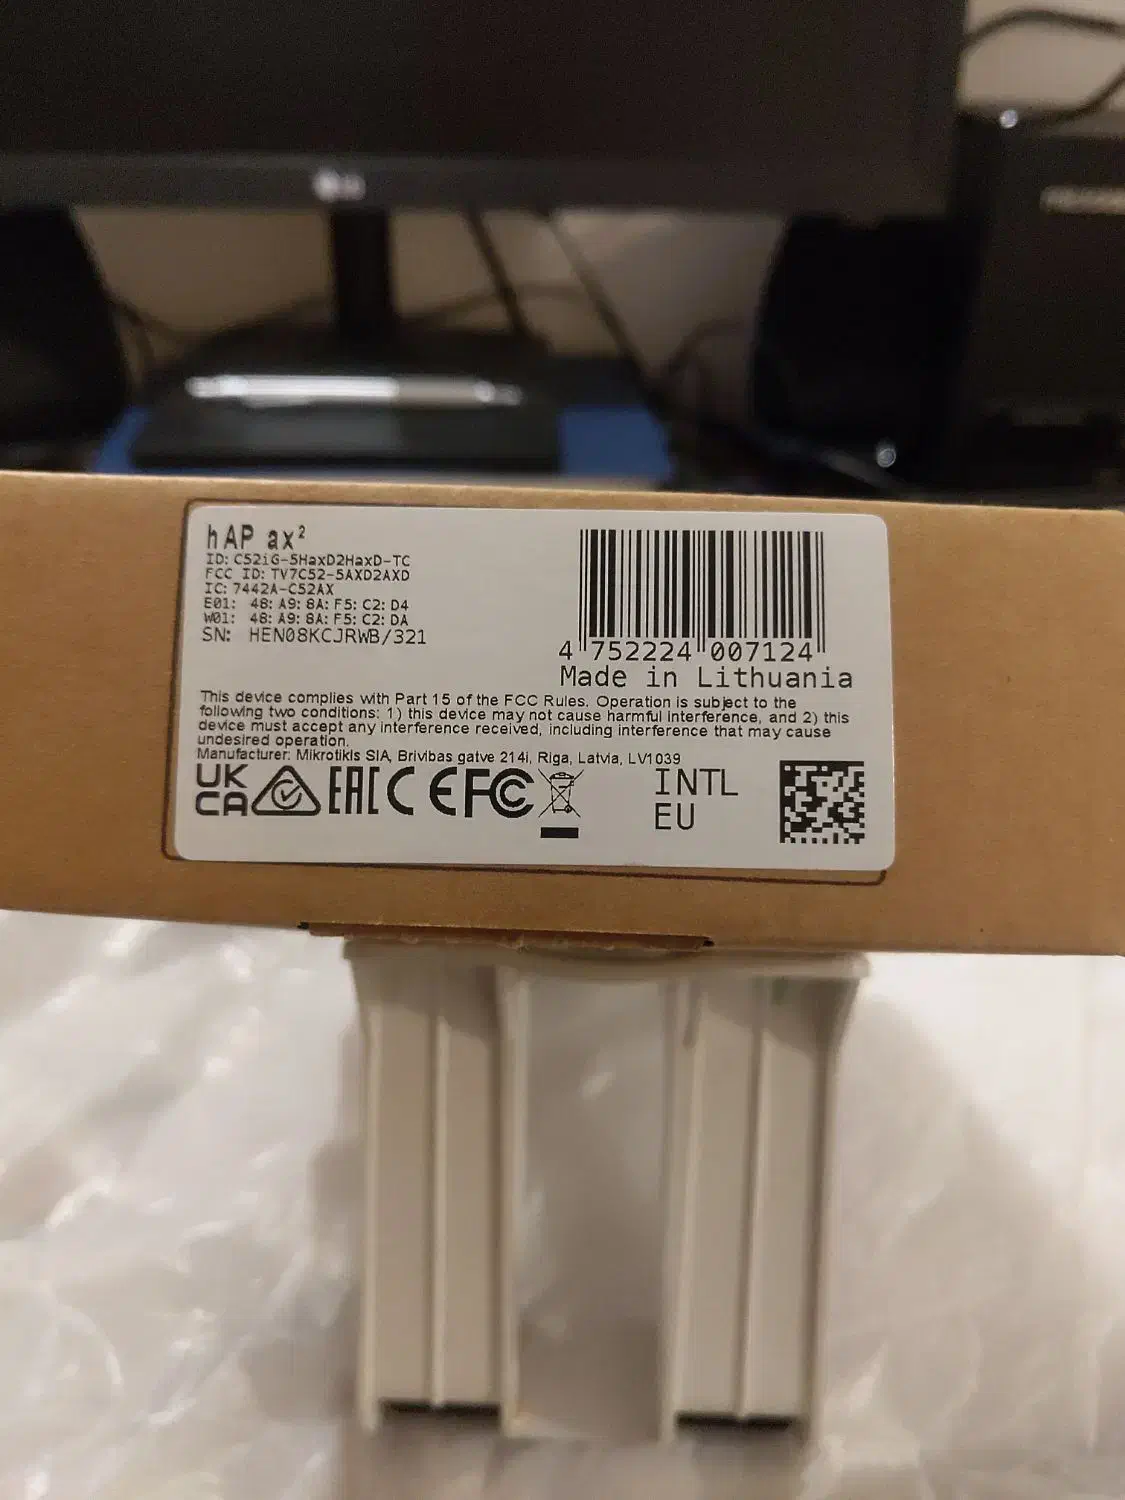 LG
hAP ax²
ID: C52iG-5HaxD2HaxD-TC
FCC ID: TV7C52-5AXD2AXD
IC: 7442A-C52AX
E01: 48: A9: 8A: F5: C2: D4
W01: 48: A9: 8A: F5: C2: DA
SN: HEN08KCJRWB/321
4 752224 007124
Made in Lithuania
This device complies with Part 15 of the FCC Rules. Operation is subject to the
following two conditions: 1) this device may not cause harmful interference, and 2) this
device must accept any interference received, including interference that may cause
undesired operation.
Manufacturer: Mikrotikls SIA, Brivibas gatve 214i, Riga, Latvia, LV1039
UK
CA
EAC CE FC
INTL
EU